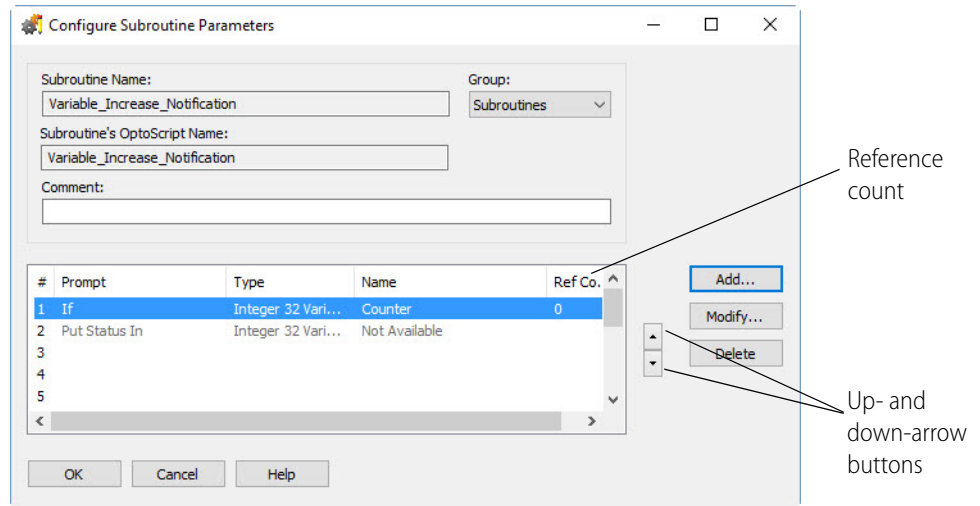 Configure Subroutine Parameters
Subroutine Name:
Group:
Variable_Increase_Notification
Subroutines
Subroutine's OptoScript Name:
Variable_Increase_Notification
Comment:
Reference
count
# Prompt Type Name Ref Co.
1 If Integer 32 Vari... Counter 0
2 Put Status In Integer 32 Vari... Not Available
3
4
5
Add...
Modify...
Delete
Up- and
down-arrow
buttons
OK Cancel Help